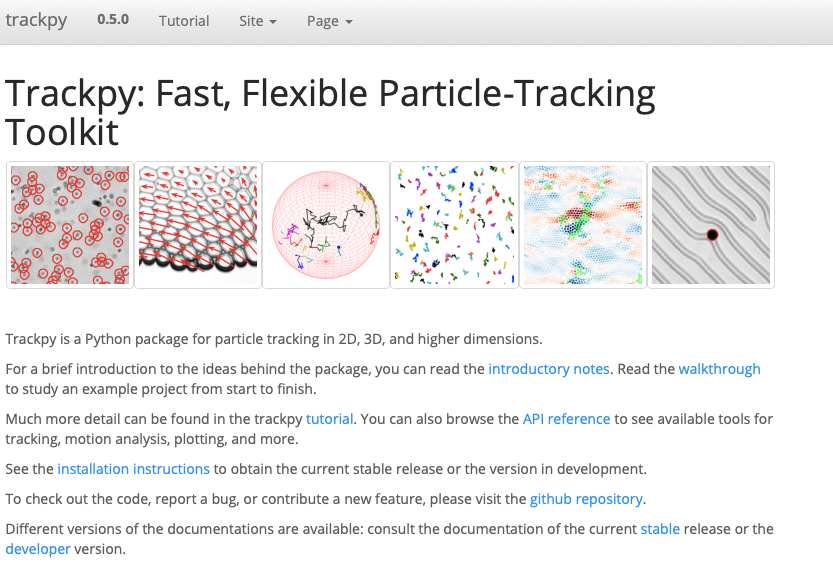 trackpy 0.5.0 Tutorial Site Page
Trackpy: Fast, Flexible Particle-Tracking
Toolkit
Trackpy is a Python package for particle tracking in 2D, 3D, and higher dimensions.
For a brief introduction to the ideas behind the package, you can read the introductory notes. Read the walkthrough
to study an example project from start to finish.
Much more detail can be found in the trackpy tutorial. You can also browse the API reference to see available tools for
tracking, motion analysis, plotting, and more.
See the installation instructions to obtain the current stable release or the version in development.
To check out the code, report a bug, or contribute a new feature, please visit the github repository.
Different versions of the documentations are available: consult the documentation of the current stable release or the
developer version.